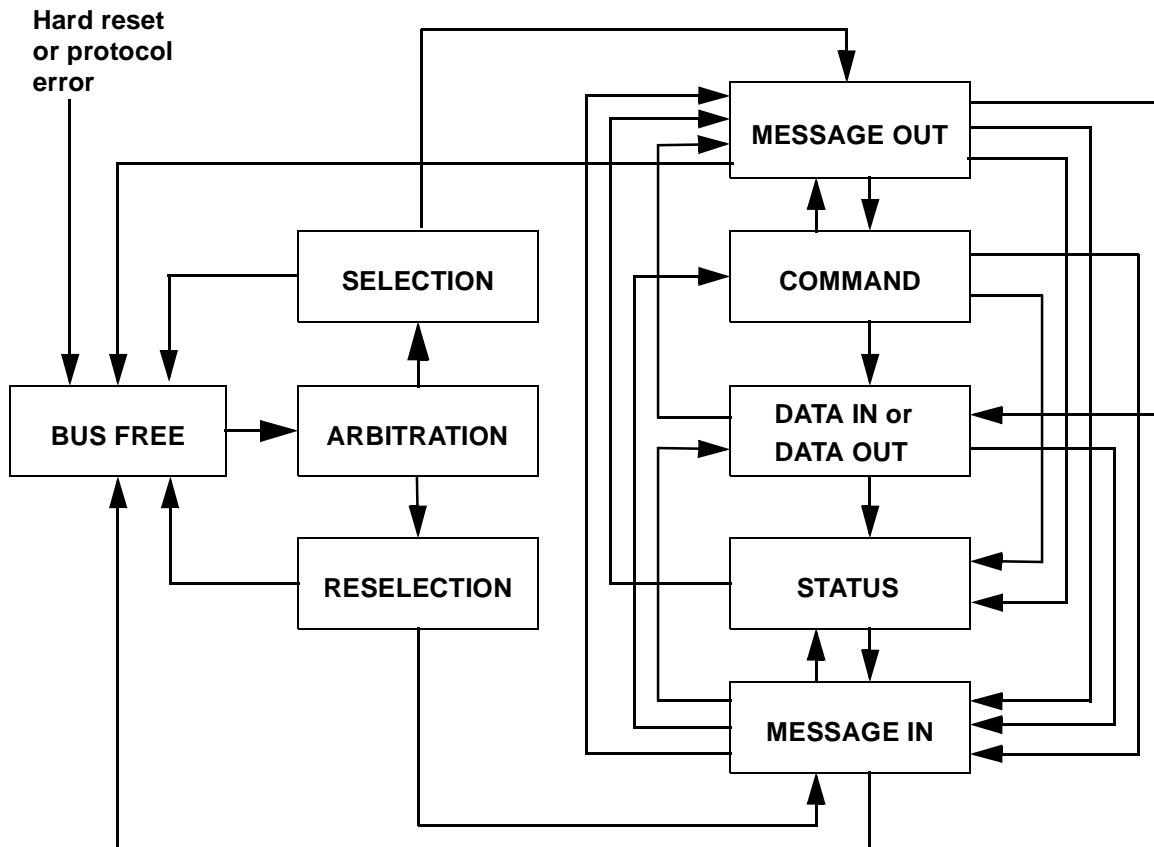 Hard reset
or protocol
error
MESSAGE OUT
SELECTION
COMMAND
BUS FREE
ARBITRATION
DATA IN or
DATA OUT
RESELECTION
STATUS
MESSAGE IN